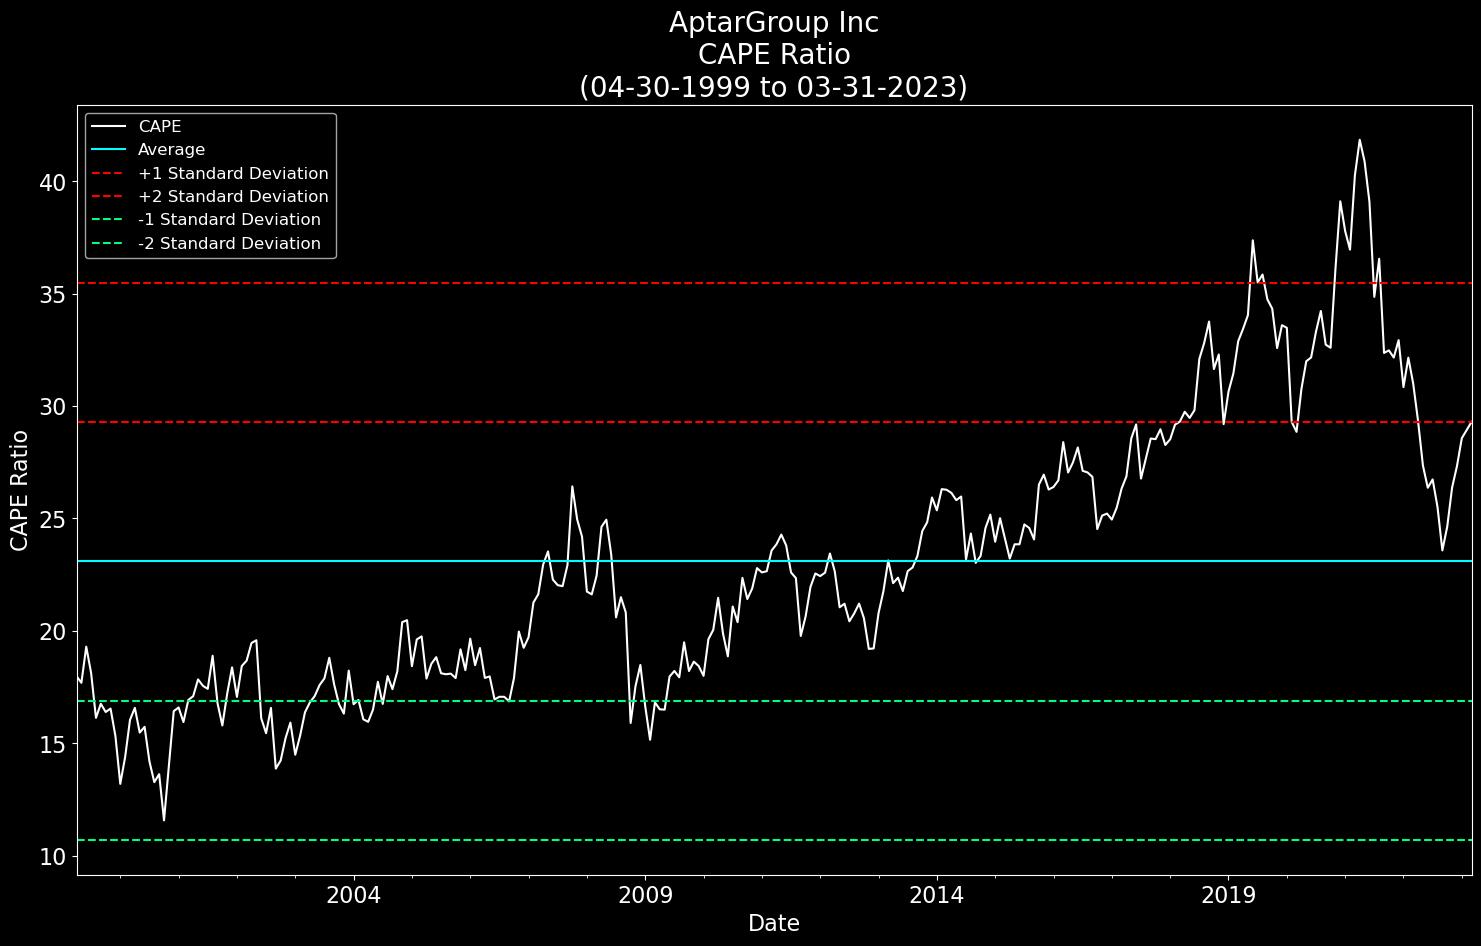 AptarGroup Inc
CAPE Ratio
(04-30-1999 to 03-31-2023)
CAPE
Average
+1 Standard Deviation
+2 Standard Deviation
-1 Standard Deviation
-2 Standard Deviation
40
35
30
25
20
15
10
CAPE Ratio
2004 2009 2014 2019
Date